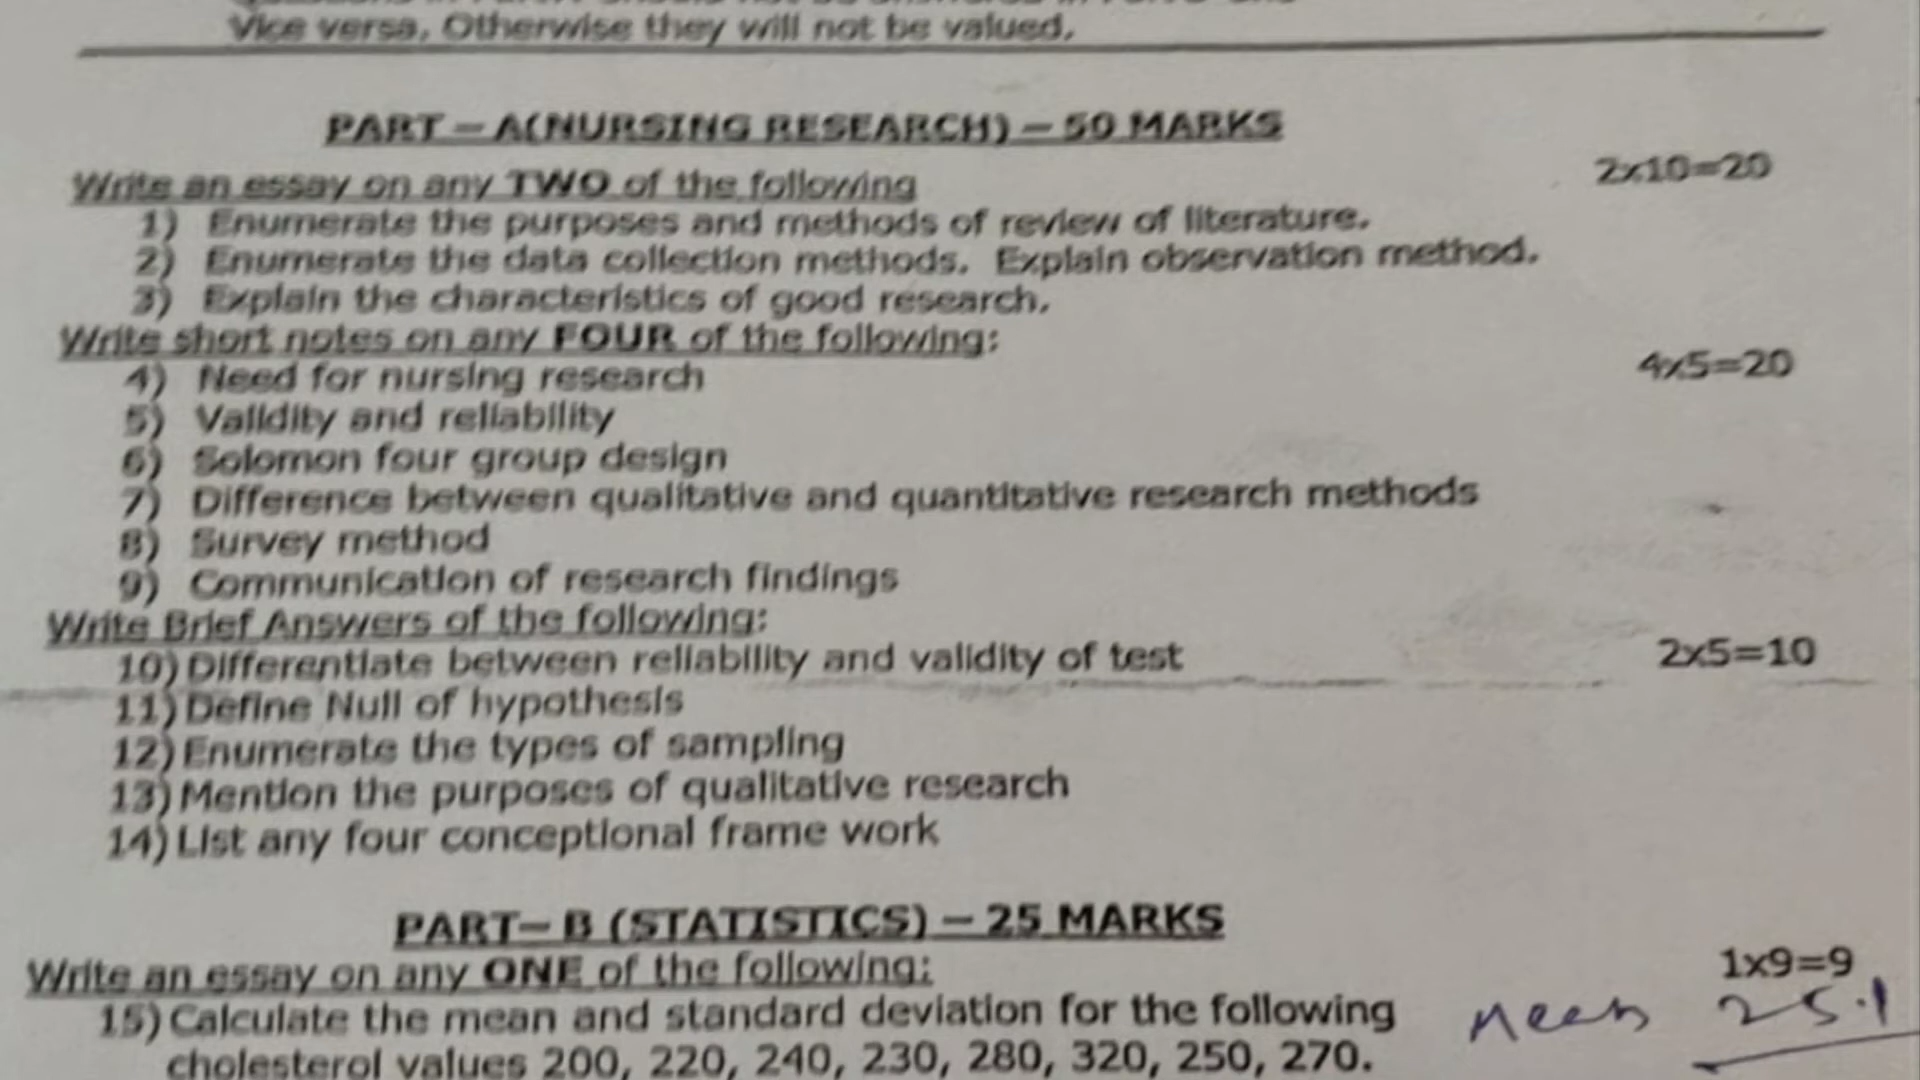 Vice versa, Otherwise they will not be valued.
PART – A(NURSING RESEARCH) – 50 MARKS
Write an essay on any TWO of the following 2x10=20
1) Enumerate the purposes and methods of review of literature.
2) Enumerate the data collection methods. Explain observation method.
3) Explain the characteristics of good research.
Write short notes on any FOUR of the following: 4x5=20
4) Need for nursing research
5) Validity and reliability
6) Solomon four group design
7) Difference between qualitative and quantitative research methods
8) Survey method
9) Communication of research findings
Write Brief Answers of the following: 2x5=10
10) Differentiate between reliability and validity of test
11) Define Null of hypothesis
12) Enumerate the types of sampling
13) Mention the purposes of qualitative research
14) List any four conceptional frame work
PART– B (STATISTICS) – 25 MARKS
Write an essay on any ONE of the following: 1x9=9
15) Calculate the mean and standard deviation for the following 25.1
cholesterol values 200, 220, 240, 230, 280, 320, 250, 270.